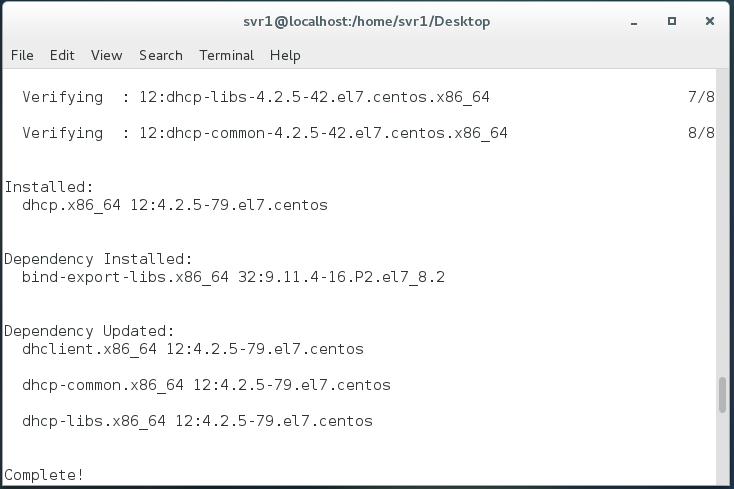 svr1@localhost:/home/svr1/Desktop
File Edit View Search Terminal Help
Verifying : 12:dhcp-libs-4.2.5-42.el7.centos.x86_64 7/8
Verifying : 12:dhcp-common-4.2.5-42.el7.centos.x86_64 8/8
Installed:
dhcp.x86_64 12:4.2.5-79.el7.centos
Dependency Installed:
bind-export-libs.x86_64 32:9.11.4-16.P2.el7_8.2
Dependency Updated:
dhclient.x86_64 12:4.2.5-79.el7.centos
dhcp-common.x86_64 12:4.2.5-79.el7.centos
dhcp-libs.x86_64 12:4.2.5-79.el7.centos
Complete!